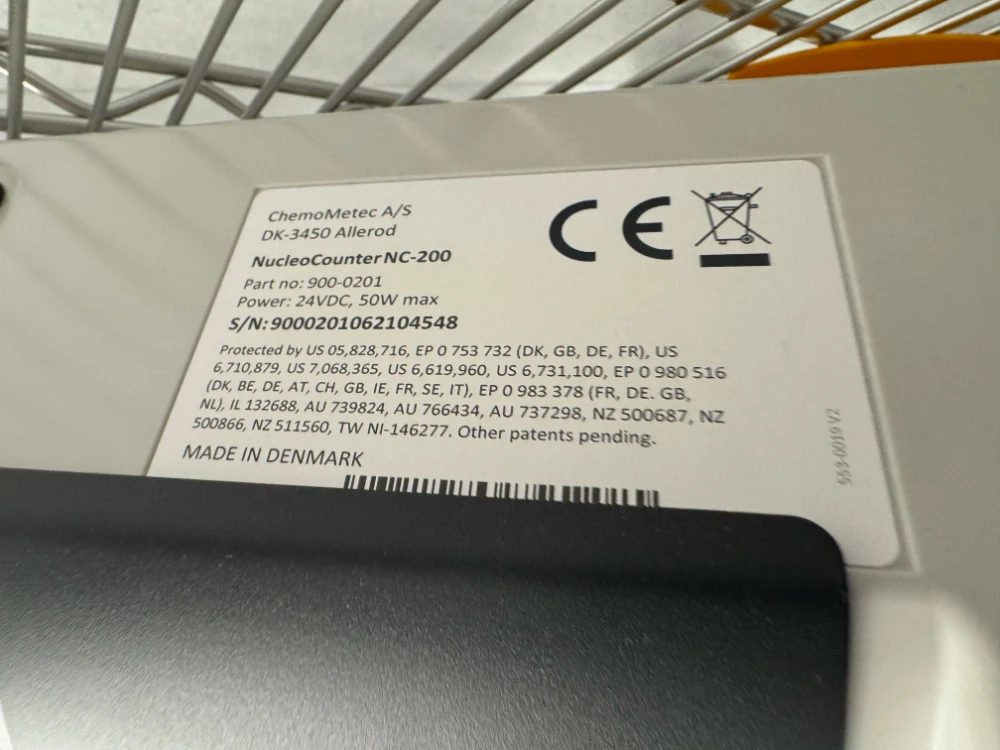 ChemoMetec A/S
DK-3450 Allerod
NucleoCounter NC-200
Part no: 900-0201
Power: 24VDC, 50W max
S/N: 9000201062104548
Protected by US 05,828,716, EP 0 753 732 (DK, GB, DE, FR), US
6,710,879, US 7,068,365, US 6,619,960, US 6,731,100, EP 0 980 516
(DK, BE, DE, AT, CH, GB, IE, FR, SE, IT), EP 0 983 378 (FR, DE. GB,
NL), IL 132688, AU 739824, AU 766434, AU 737298, NZ 500687, NZ
500866, NZ 511560, TW NI-146277. Other patents pending.
MADE IN DENMARK
CE
553-0019 V2